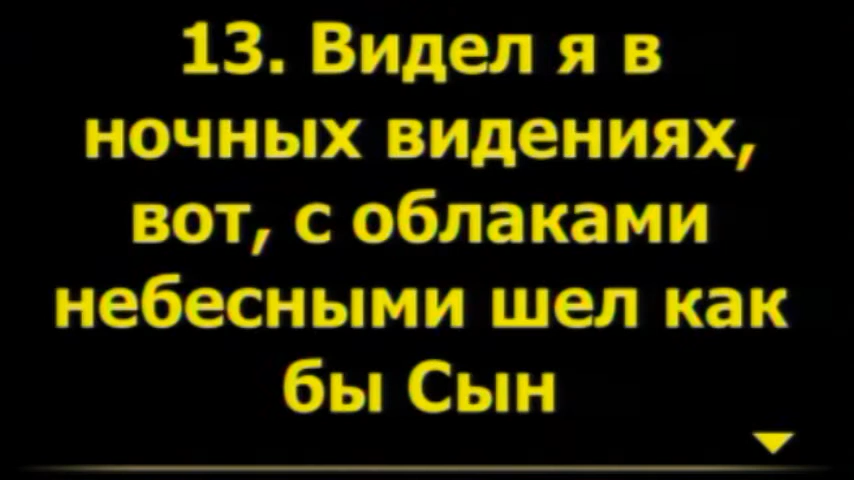 13. Видел я в
ночных видениях,
вот, с облаками
небесными шел как
бы Сын